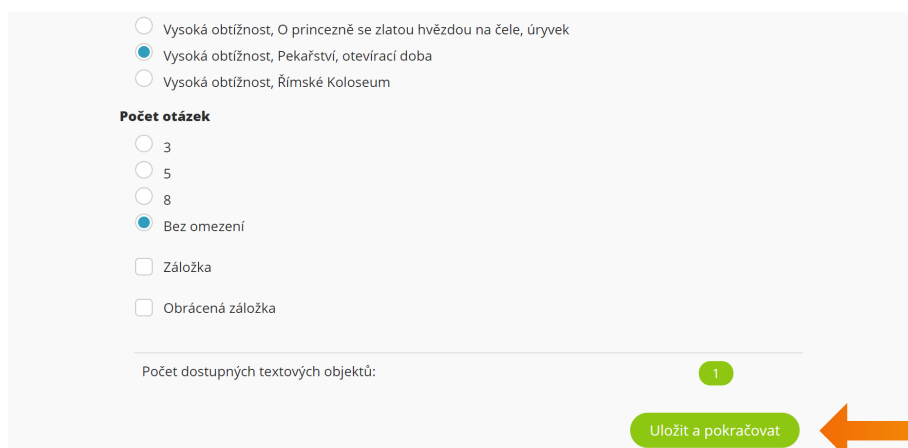 Vysoká obtížnost, O princezně se zlatou hvězdou na čele, úryvek
Vysoká obtížnost, Pekařství, otevírací doba
Vysoká obtížnost, Římské Koloseum
Počet otázek
3
5
8
Bez omezení
Záložka
Obrácená záložka
Počet dostupných textových objektů: 1
Uložit a pokračovat